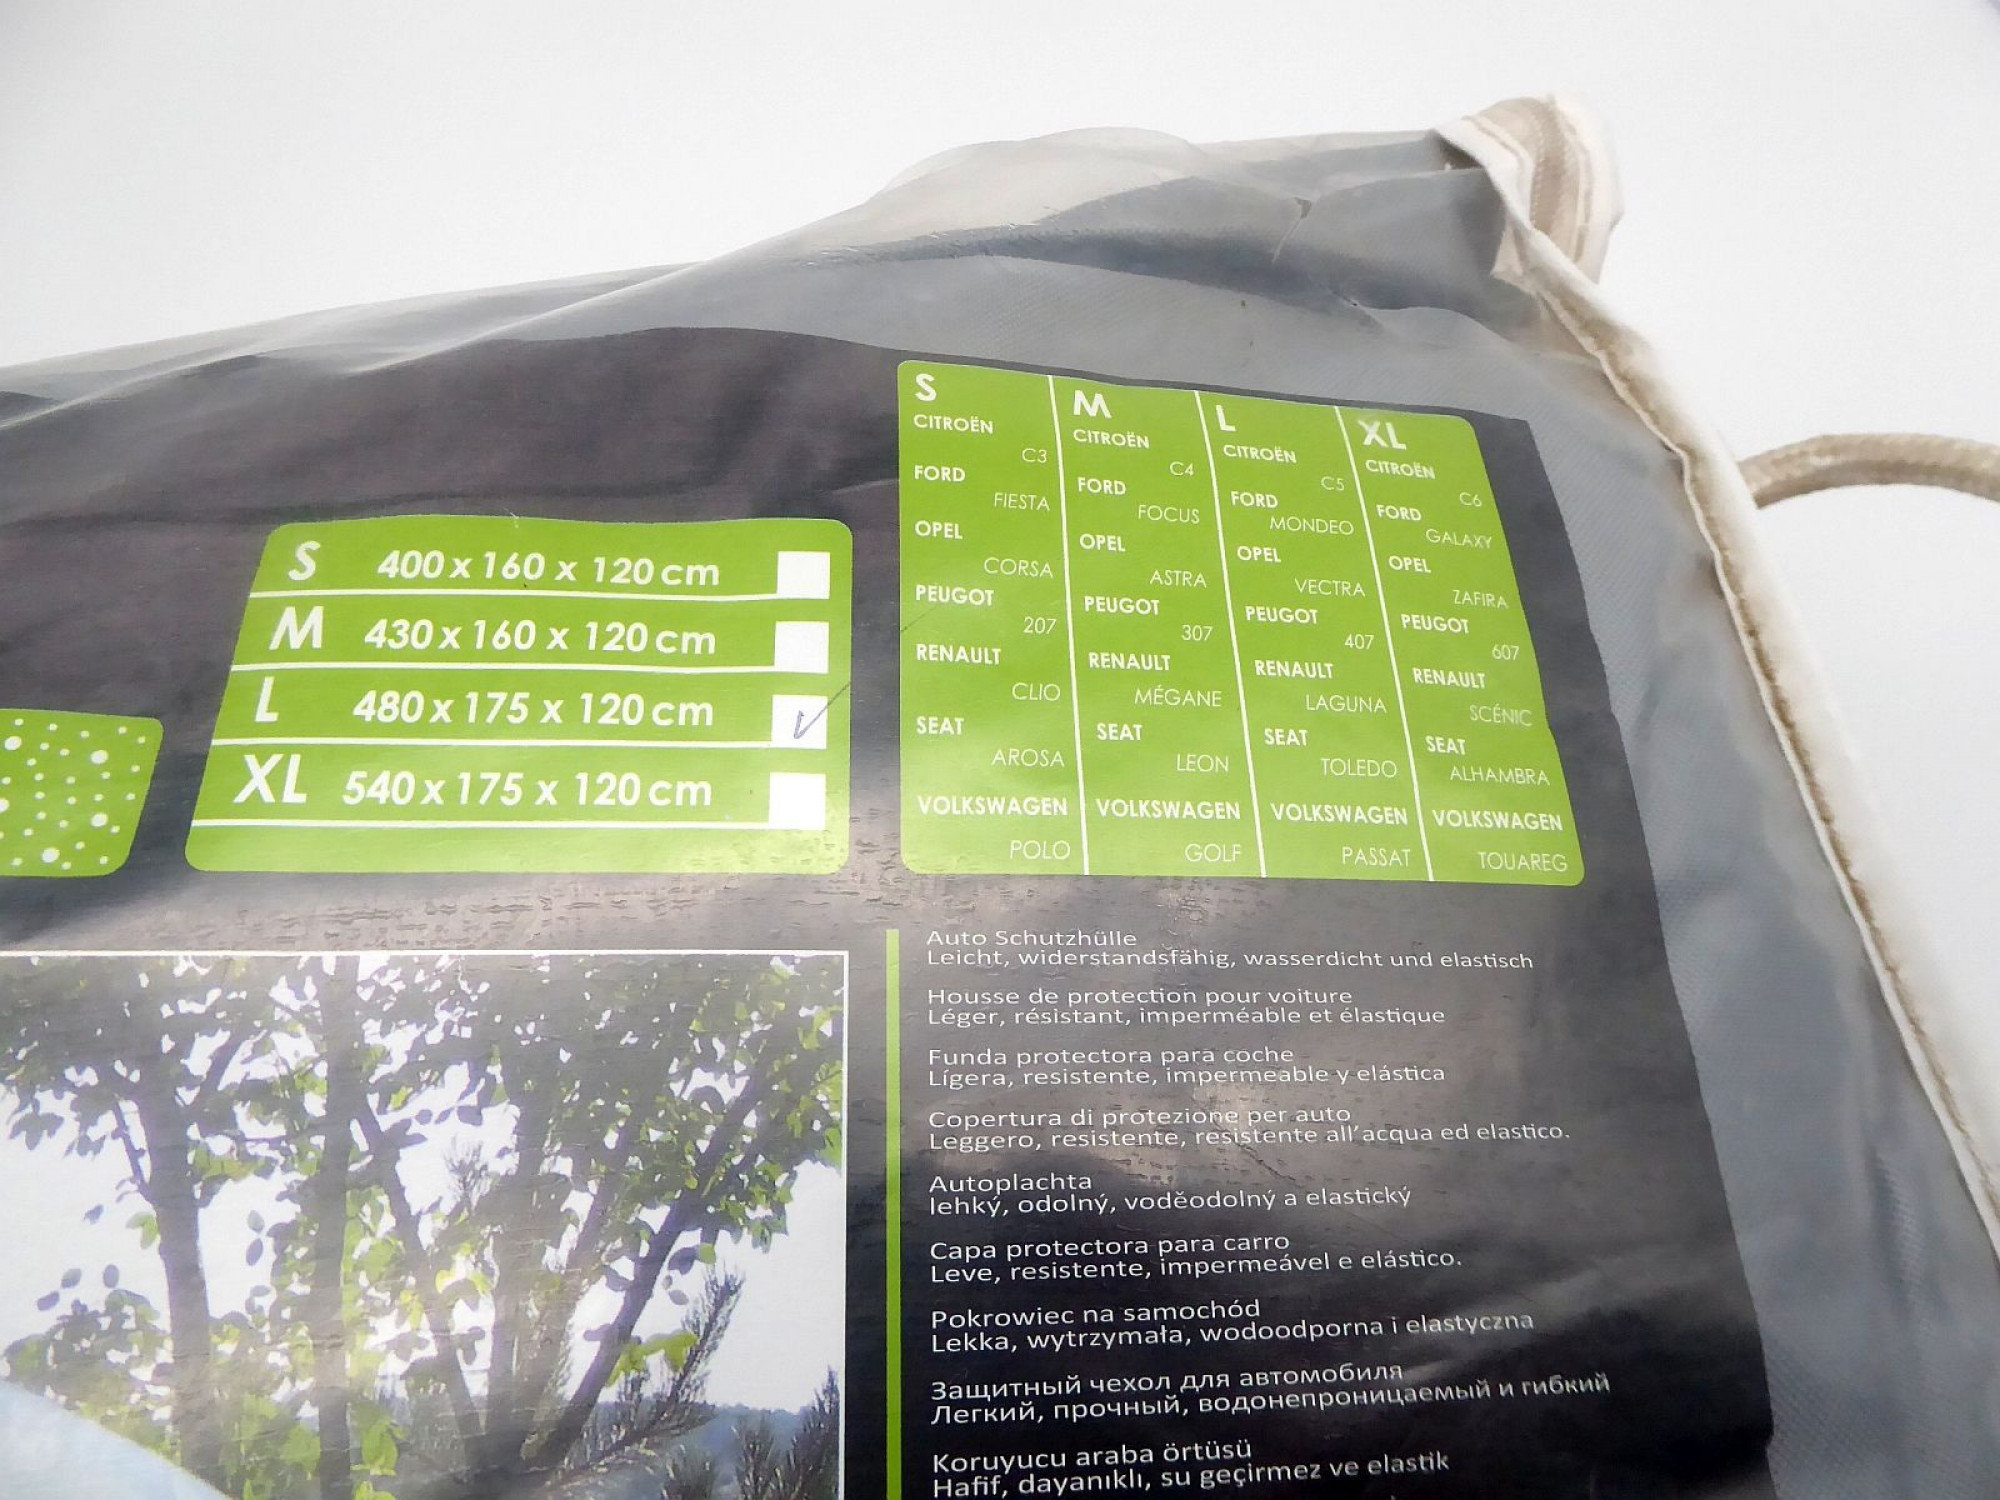 S 400 x 160 x 120 cm
M 430 x 160 x 120 cm
L 480 x 175 x 120 cm
XL 540 x 175 x 120 cm
S
CITROËN
C3
FORD
FIESTA
OPEL
CORSA
PEUGOT
207
RENAULT
CLIO
SEAT
AROSA
VOLKSWAGEN
POLO
M
CITROËN
C4
FORD
FOCUS
OPEL
ASTRA
PEUGOT
307
RENAULT
MÉGANE
SEAT
LEON
VOLKSWAGEN
GOLF
L
CITROËN
C5
FORD
MONDEO
OPEL
VECTRA
PEUGOT
407
RENAULT
LAGUNA
SEAT
TOLEDO
VOLKSWAGEN
PASSAT
XL
CITROËN
C6
FORD
GALAXY
OPEL
ZAFIRA
PEUGOT
607
RENAULT
SCÉNIC
SEAT
ALHAMBRA
VOLKSWAGEN
TOUAREG
Auto Schutzhülle
Leicht, widerstandsfähig, wasserdicht und elastisch
Housse de protection pour voiture
Léger, résistant, imperméable et élastique
Funda protectora para coche
Lígera, resistente, impermeable y elástica
Copertura di protezione per auto
Leggero, resistente, resistente all'acqua ed elastico.
Autoplachta
lehký, odolný, voděodolný a elastický
Capa protectora para carro
Leve, resistente, impermeável e elástico.
Pokrowiec na samochód
Lekka, wytrzymała, wodoodporna i elastyczna
Защитный чехол для автомобиля
Легкий, прочный, водонепроницаемый и гибкий
Koruyucu araba örtüsü
Hafif, dayanıklı, su geçirmez ve elastik